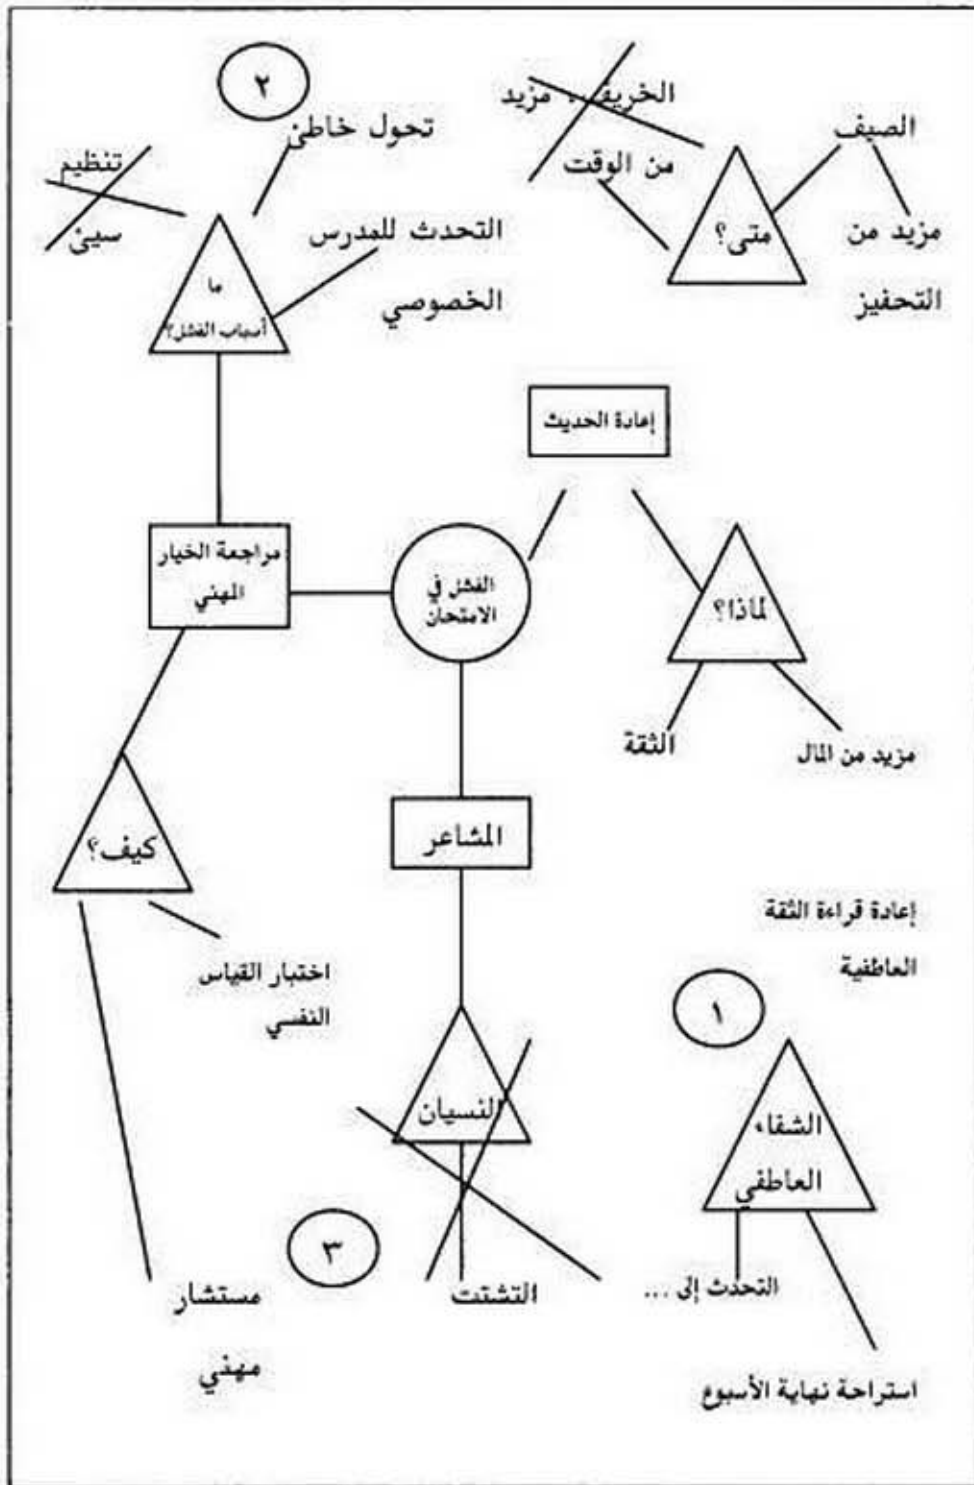 ٢
تحول خاطئ
تنظيم
سيئ
التحدث للمدرس
الخصوصي
ما
أسباب الفشل؟
الخريف.. مزيد
من الوقت
الصيف
متى؟
مزيد من
التحفيز
إعادة الحديث
مراجعة الخيار
المهني
الفشل في
الامتحان
لماذا؟
الثقة
مزيد من المال
كيف؟
المشاعر
اختبار القياس
النفسي
إعادة قراءة الثقة
العاطفية
١
النسيان
الشفاء
العاطفي
٣
مستشار
مهني
التشتت
التحدث إلى ...
استراحة نهاية الأسبوع